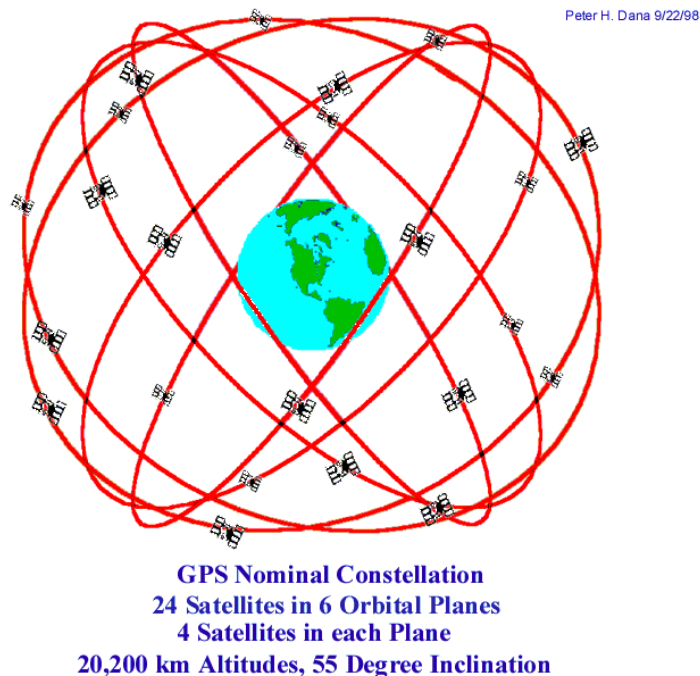 Peter H. Dana 9/22/98
GPS Nominal Constellation
24 Satellites in 6 Orbital Planes
4 Satellites in each Plane
20,200 km Altitudes, 55 Degree Inclination